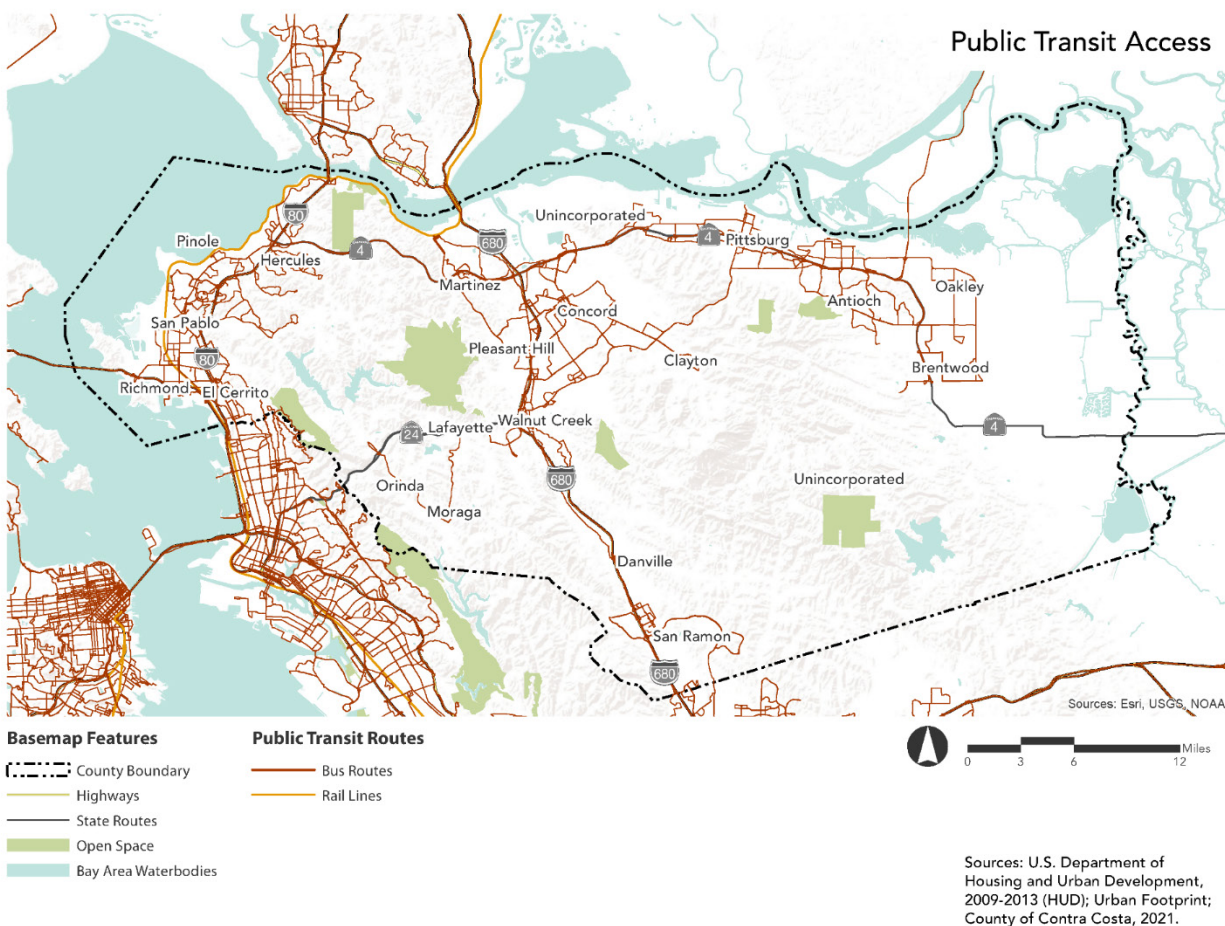 Public Transit Access
Unincorporated
80
Pinole
4
680
4
Pittsburg
Hercules
Martinez
Oakley
Antioch
Concord
San Pablo
Pleasant Hill
80
Clayton
Brentwood
Richmond
El Cerrito
Lafayette
Walnut Creek
24
4
Orinda
680
Unincorporated
Moraga
Danville
San Ramon
680
Sources: Esri, USGS, NOAA
Basemap Features
County Boundary
Highways
State Routes
Open Space
Bay Area Waterbodies
Public Transit Routes
Bus Routes
Rail Lines
Miles
0 3 6 12
Sources: U.S. Department of
Housing and Urban Development,
2009-2013 (HUD); Urban Footprint;
County of Contra Costa, 2021.